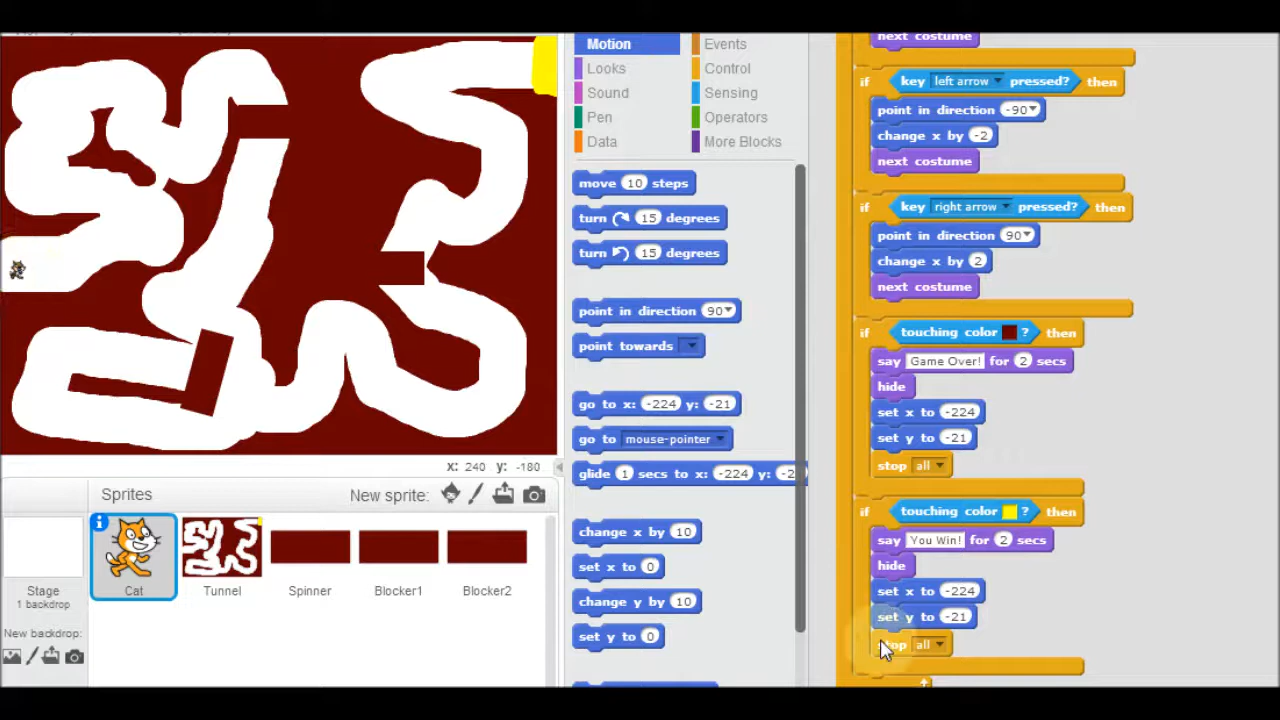 next costume
if key left arrow pressed? then
point in direction -90
change x by -2
next costume
if key right arrow pressed? then
point in direction 90
change x by 2
next costume
if touching color ? then
say Game Over! for 2 secs
hide
set x to -224
set y to -21
stop all
if touching color ? then
say You Win! for 2 secs
hide
set x to -224
set y to -21
stop all
Motion
Events
Looks
Control
Sound
Sensing
Pen
Operators
Data
More Blocks
move 10 steps
turn 15 degrees
turn 15 degrees
point in direction 90
point towards
go to x: -224 y: -21
go to mouse-pointer
glide 1 secs to x: -224 y:
change x by 10
set x to 0
change y by 10
set y to 0
x: 240 y: -180
Sprites
New sprite:
Stage
1 backdrop
New backdrop:
Cat
Tunnel
Spinner
Blocker1
Blocker2